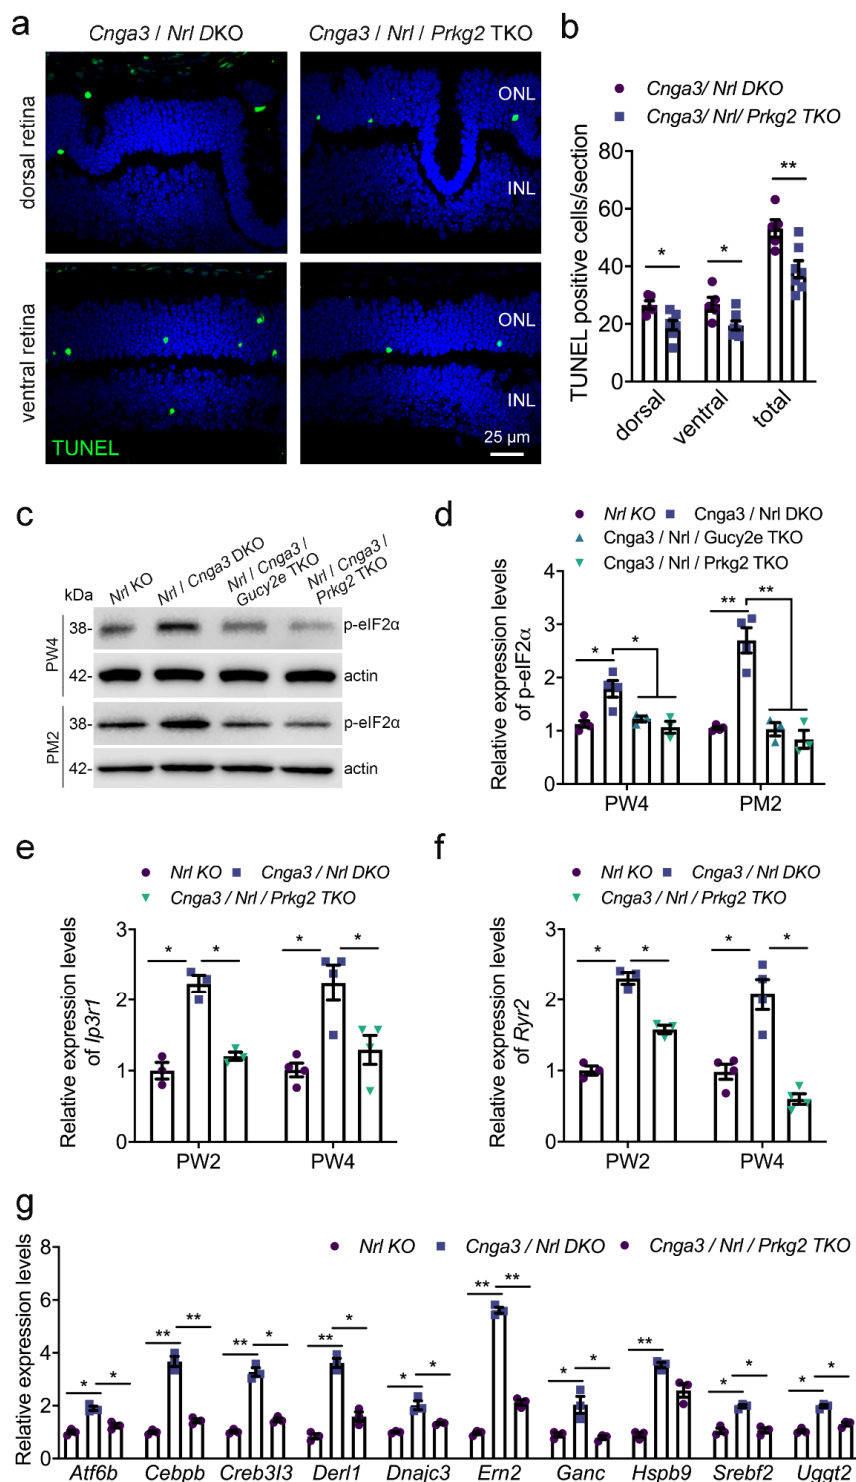 a
Cnga3 / Nrl DKO
Cnga3 / Nrl / Prkg2 TKO
dorsal retina
ONL
INL
ventral retina
ONL
INL
TUNEL
25 µm
b
Cnga3/ Nrl DKO
Cnga3/ Nrl/ Prkg2 TKO
TUNEL positive cells/section
80
60
40
20
0
*
*
**
dorsal
ventral
total
c
Nrl KO
Nrl / Cnga3 DKO
Nrl / Cnga3 /
Gucy2e TKO
Nrl / Cnga3 /
Prkg2 TKO
kDa
PW4
38-
p-eIF2α
42-
actin
PM2
38-
p-eIF2α
42-
actin
d
Nrl KO
Cnga3 / Nrl DKO
Cnga3 / Nrl / Gucy2e TKO
Cnga3 / Nrl / Prkg2 TKO
Relative expression levels
of p-eIF2α
4
3
2
1
0
*
*
**
**
PW4
PM2
e
Nrl KO
Cnga3 / Nrl DKO
Cnga3 / Nrl / Prkg2 TKO
Relative expression levels
of Ip3r1
3
2
1
0
*
*
*
*
PW2
PW4
f
Nrl KO
Cnga3 / Nrl DKO
Cnga3 / Nrl / Prkg2 TKO
Relative expression levels
of Ryr2
3
2
1
0
*
*
*
*
PW2
PW4
g
Nrl KO
Cnga3 / Nrl DKO
Cnga3 / Nrl / Prkg2 TKO
Relative expression levels
8
6
4
2
0
* *
** **
** *
** *
* *
** **
* *
**
* *
* *
Atf6b Cebpb Creb3l3 Derl1 Dnajc3 Ern2 Ganc Hspb9 Srebf2 Uggt2